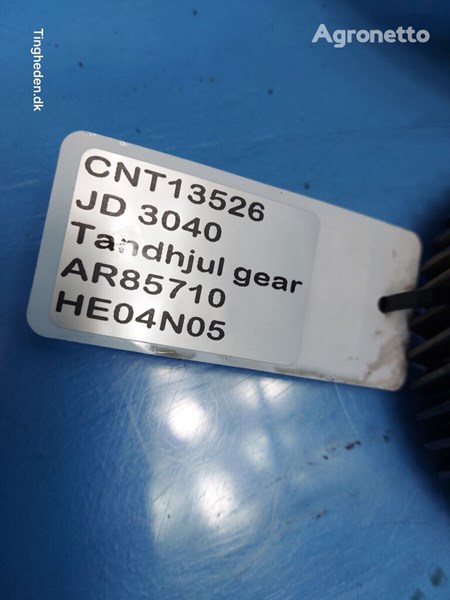 Agronetto
Tingheden.dk
CNT13526
JD 3040
Tandhjul gear
AR85710
HE04N05